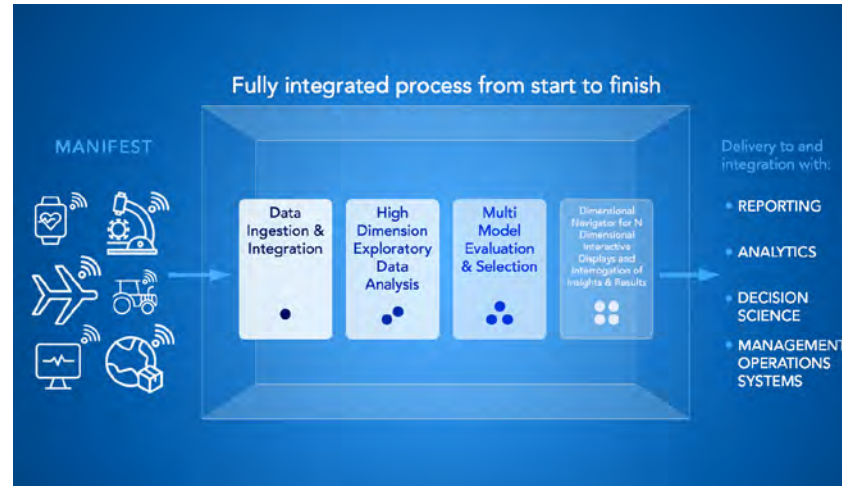 Fully integrated process from start to finish
MANIFEST
Data
Ingestion &
Integration
High
Dimension
Exploratory
Data
Analysis
Multi
Model
Evaluation
& Selection
Dimensional
Navigator for N
Dimensional
Interactive
Displays and
Interrogation of
Insights & Results
Delivery to and
integration with:
• REPORTING
• ANALYTICS
• DECISION
SCIENCE
• MANAGEMENT
OPERATIONS
SYSTEMS